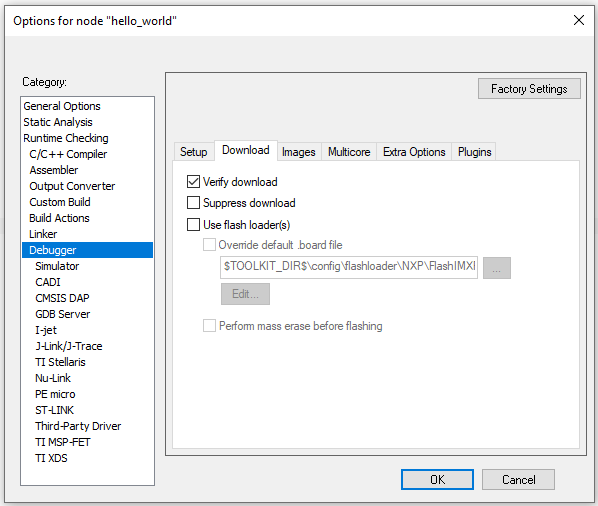 Options for node "hello_world"
Category:
Factory Settings
General Options
Static Analysis
Runtime Checking
C/C++ Compiler
Assembler
Output Converter
Custom Build
Build Actions
Linker
Debugger
Simulator
CADI
CMSIS DAP
GDB Server
I-jet
J-Link/J-Trace
TI Stellaris
Nu-Link
PE micro
ST-LINK
Third-Party Driver
TI MSP-FET
TI XDS
Setup Download Images Multicore Extra Options Plugins
Verify download
Suppress download
Use flash loader(s)
Override default .board file
$TOOLKIT_DIR$\config\flashloader\NXP\FlashIMXI ...
Edit...
Perform mass erase before flashing
OK Cancel